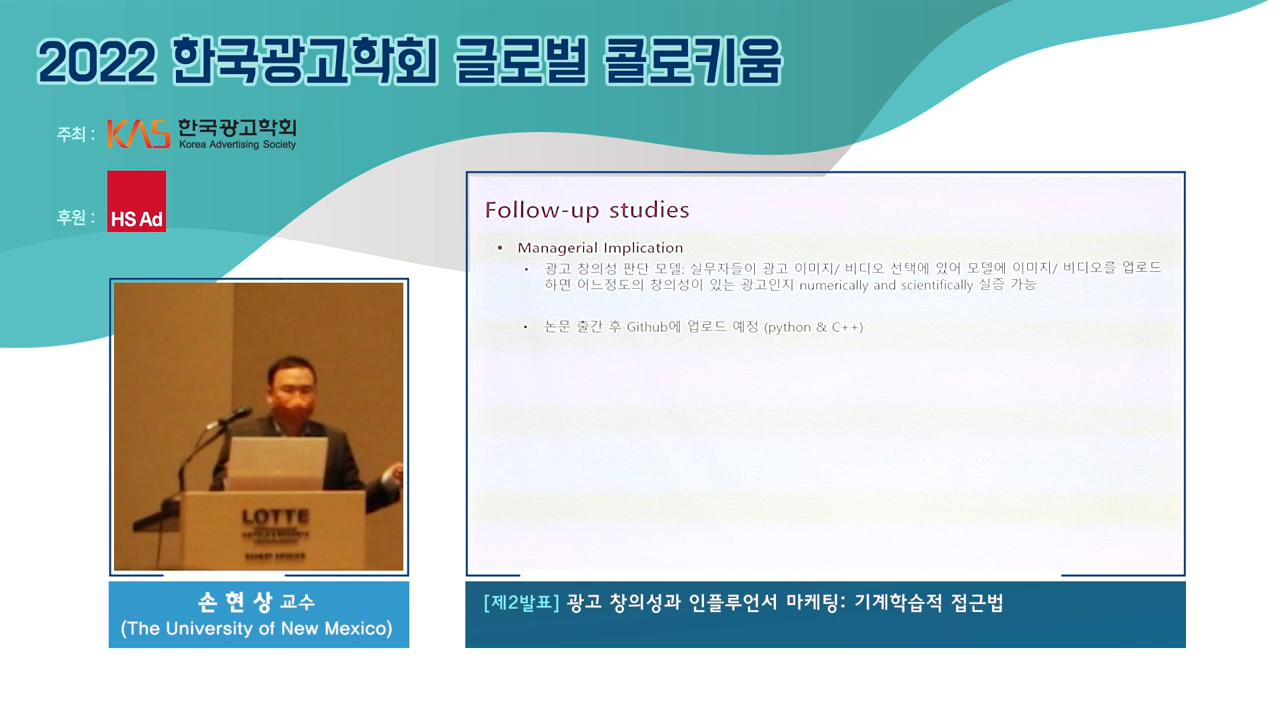 2022 한국광고학회 글로벌 콜로키움
주최 : KAS 한국광고학회
Korea Advertising Society
후원 : HS Ad
Follow-up studies
▪ Managerial Implication
• 광고 창의성 판단 모델: 실무자들이 광고 이미지/ 비디오 선택에 있어 모델에 이미지/ 비디오를 업로드
하면 어느정도의 창의성이 있는 광고인지 numerically and scientifically 실증 가능
• 논문 출간 후 Github에 업로드 예정 (python & C++)
LOTTE
손 현 상 교수
(The University of New Mexico)
[제2발표] 광고 창의성과 인플루언서 마케팅: 기계학습적 접근법